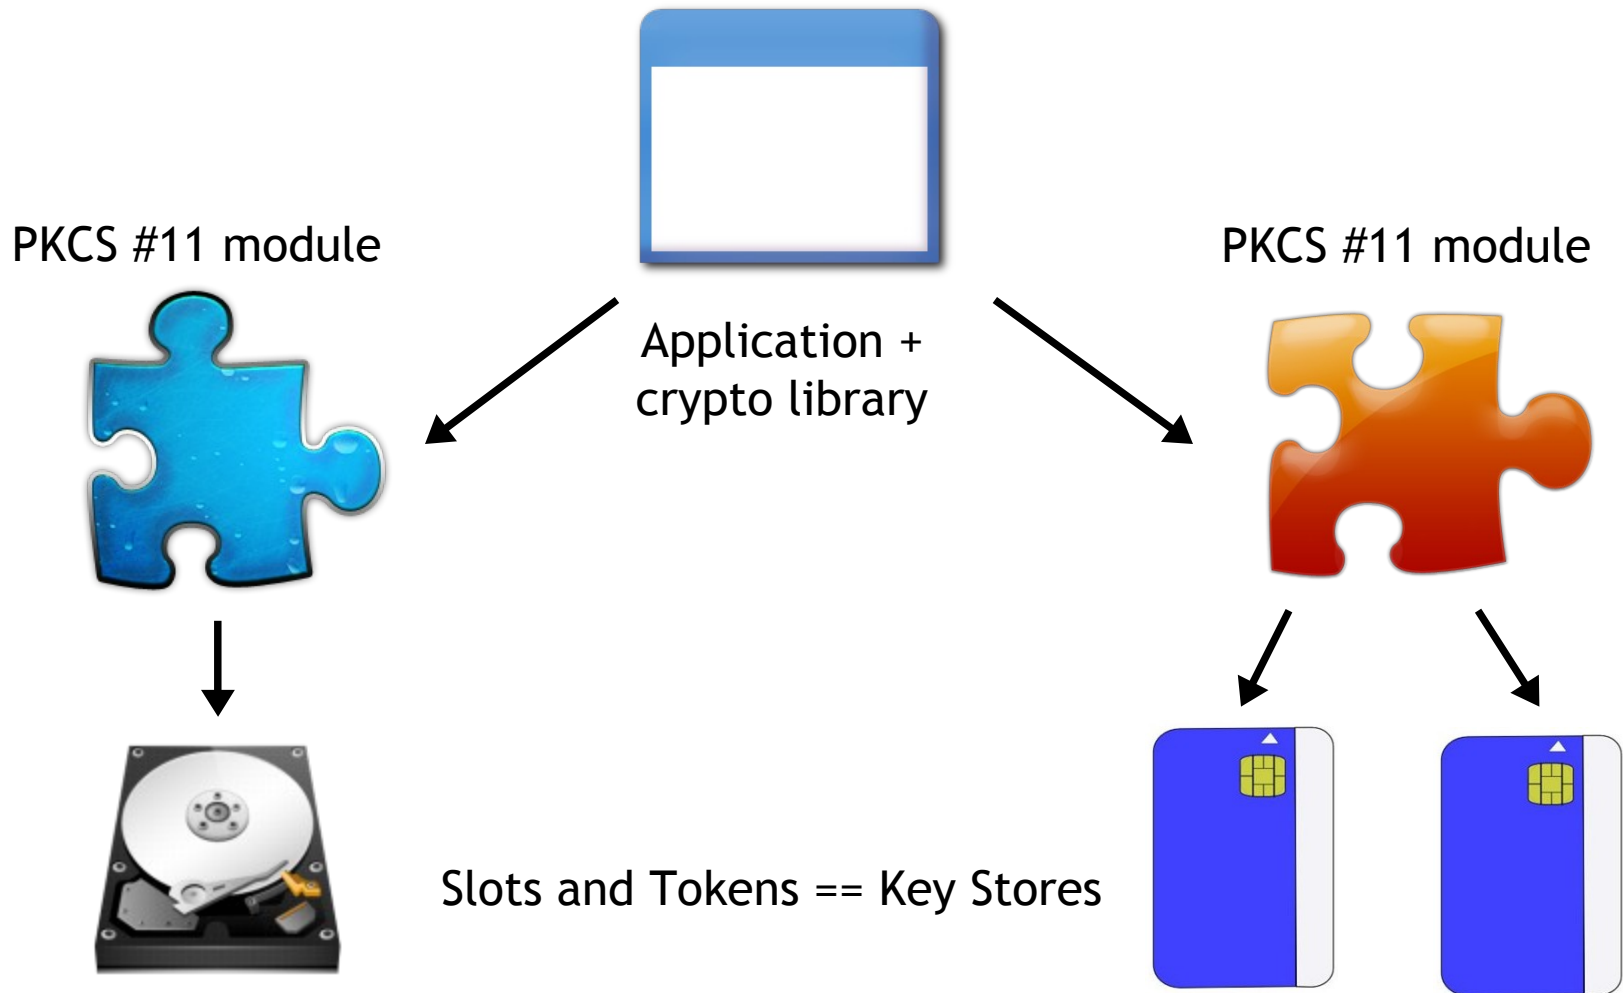 PKCS #11 module
PKCS #11 module
Application +
crypto library
Slots and Tokens == Key Stores